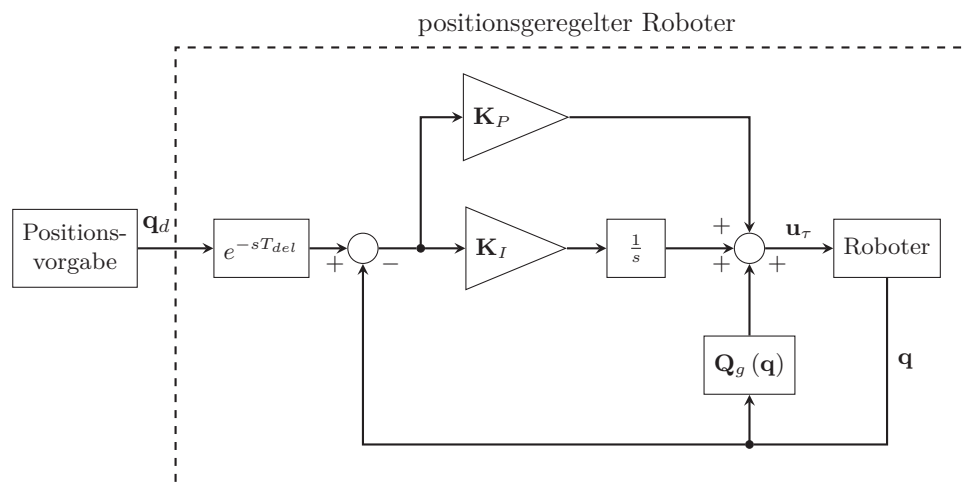 positionsgeregelter Roboter
K_P
Positions-
vorgabe
q_d
e^{-sT_{del}}
+
−
K_I
1
s
+
+
+
u_τ
Roboter
Q_g (q)
q